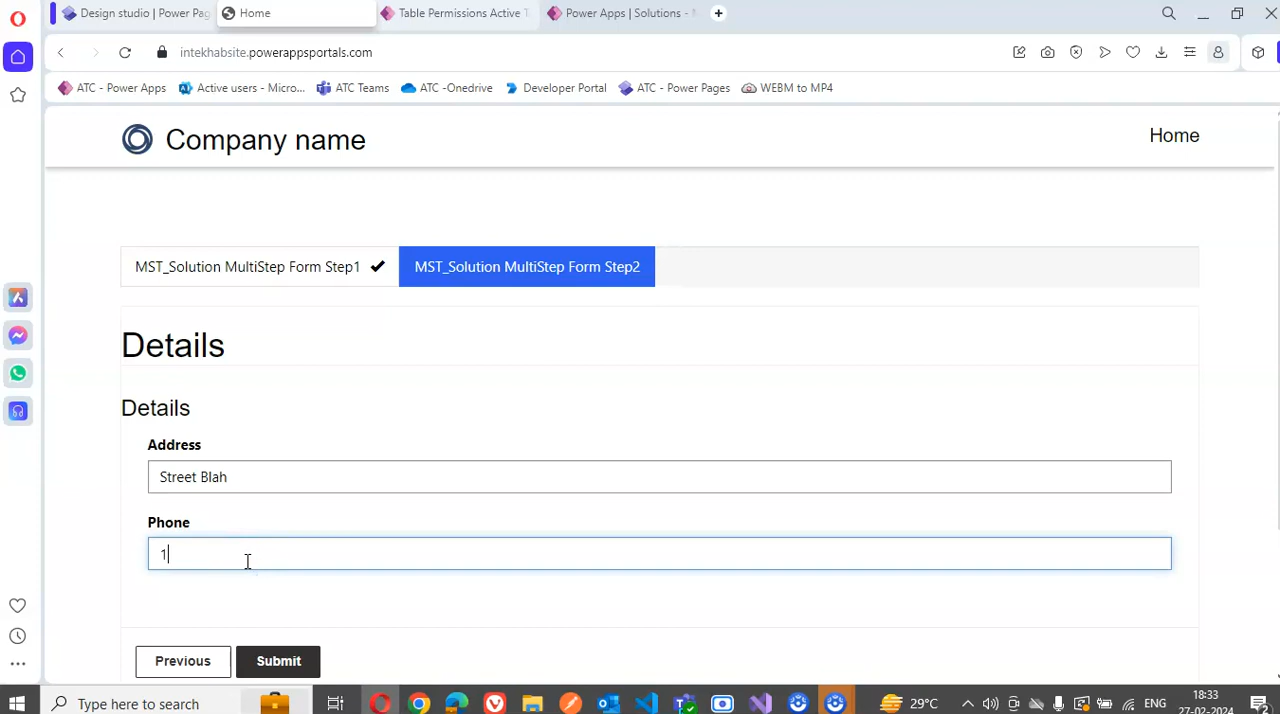 Design studio | Power Pag
Home
Table Permissions Active T
Power Apps | Solutions -
intekhabsite.powerappsportals.com
ATC - Power Apps
Active users - Micro...
ATC Teams
ATC -Onedrive
Developer Portal
ATC - Power Pages
WEBM to MP4
Company name
Home
MST_Solution MultiStep Form Step1
MST_Solution MultiStep Form Step2
Details
Details
Address
Street Blah
Phone
1
Previous
Submit
Type here to search
29°C
ENG
18:33
27-02-2024